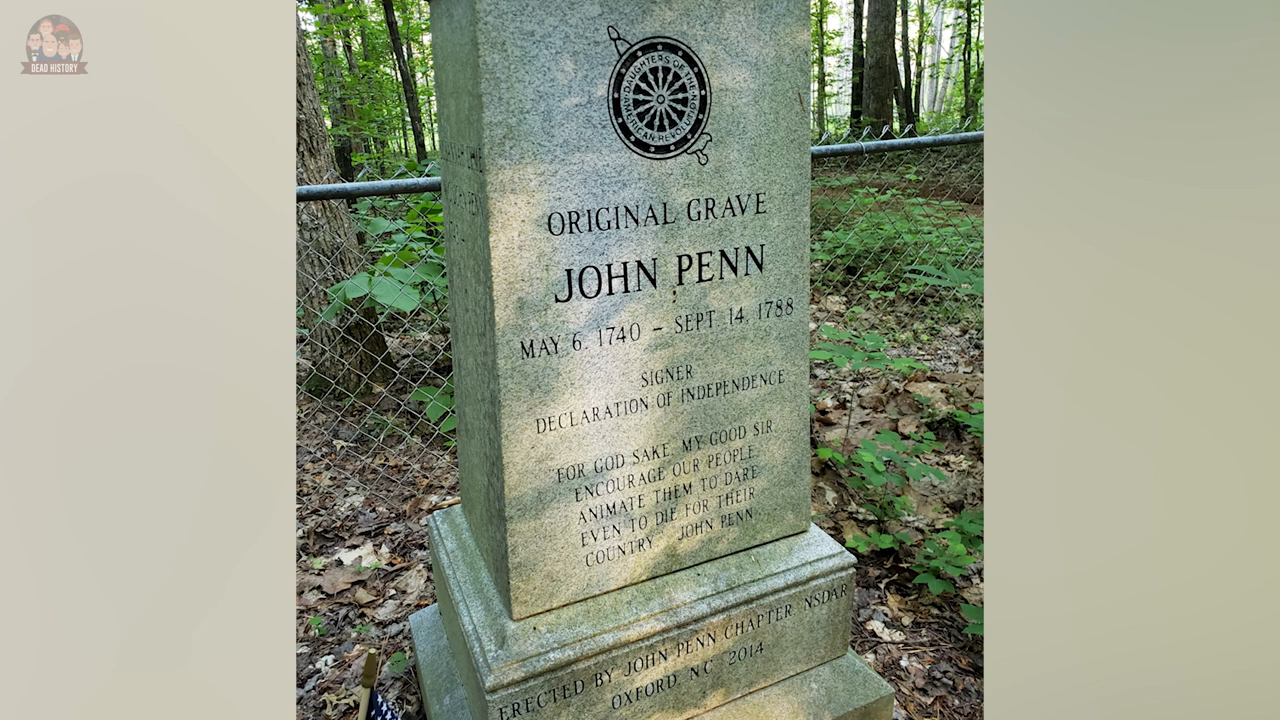 DEAD HISTORY
DAUGHTERS OF THE AMERICAN REVOLUTION
ORIGINAL GRAVE
JOHN PENN
MAY 6, 1740 - SEPT. 14, 1788
SIGNER
DECLARATION OF INDEPENDENCE
FOR GOD SAKE, MY GOOD SIR
ENCOURAGE OUR PEOPLE,
ANIMATE THEM TO DARE
EVEN TO DIE FOR THEIR
COUNTRY JOHN PENN
ERECTED BY JOHN PENN CHAPTER, NSDAR
OXFORD, NC 2014